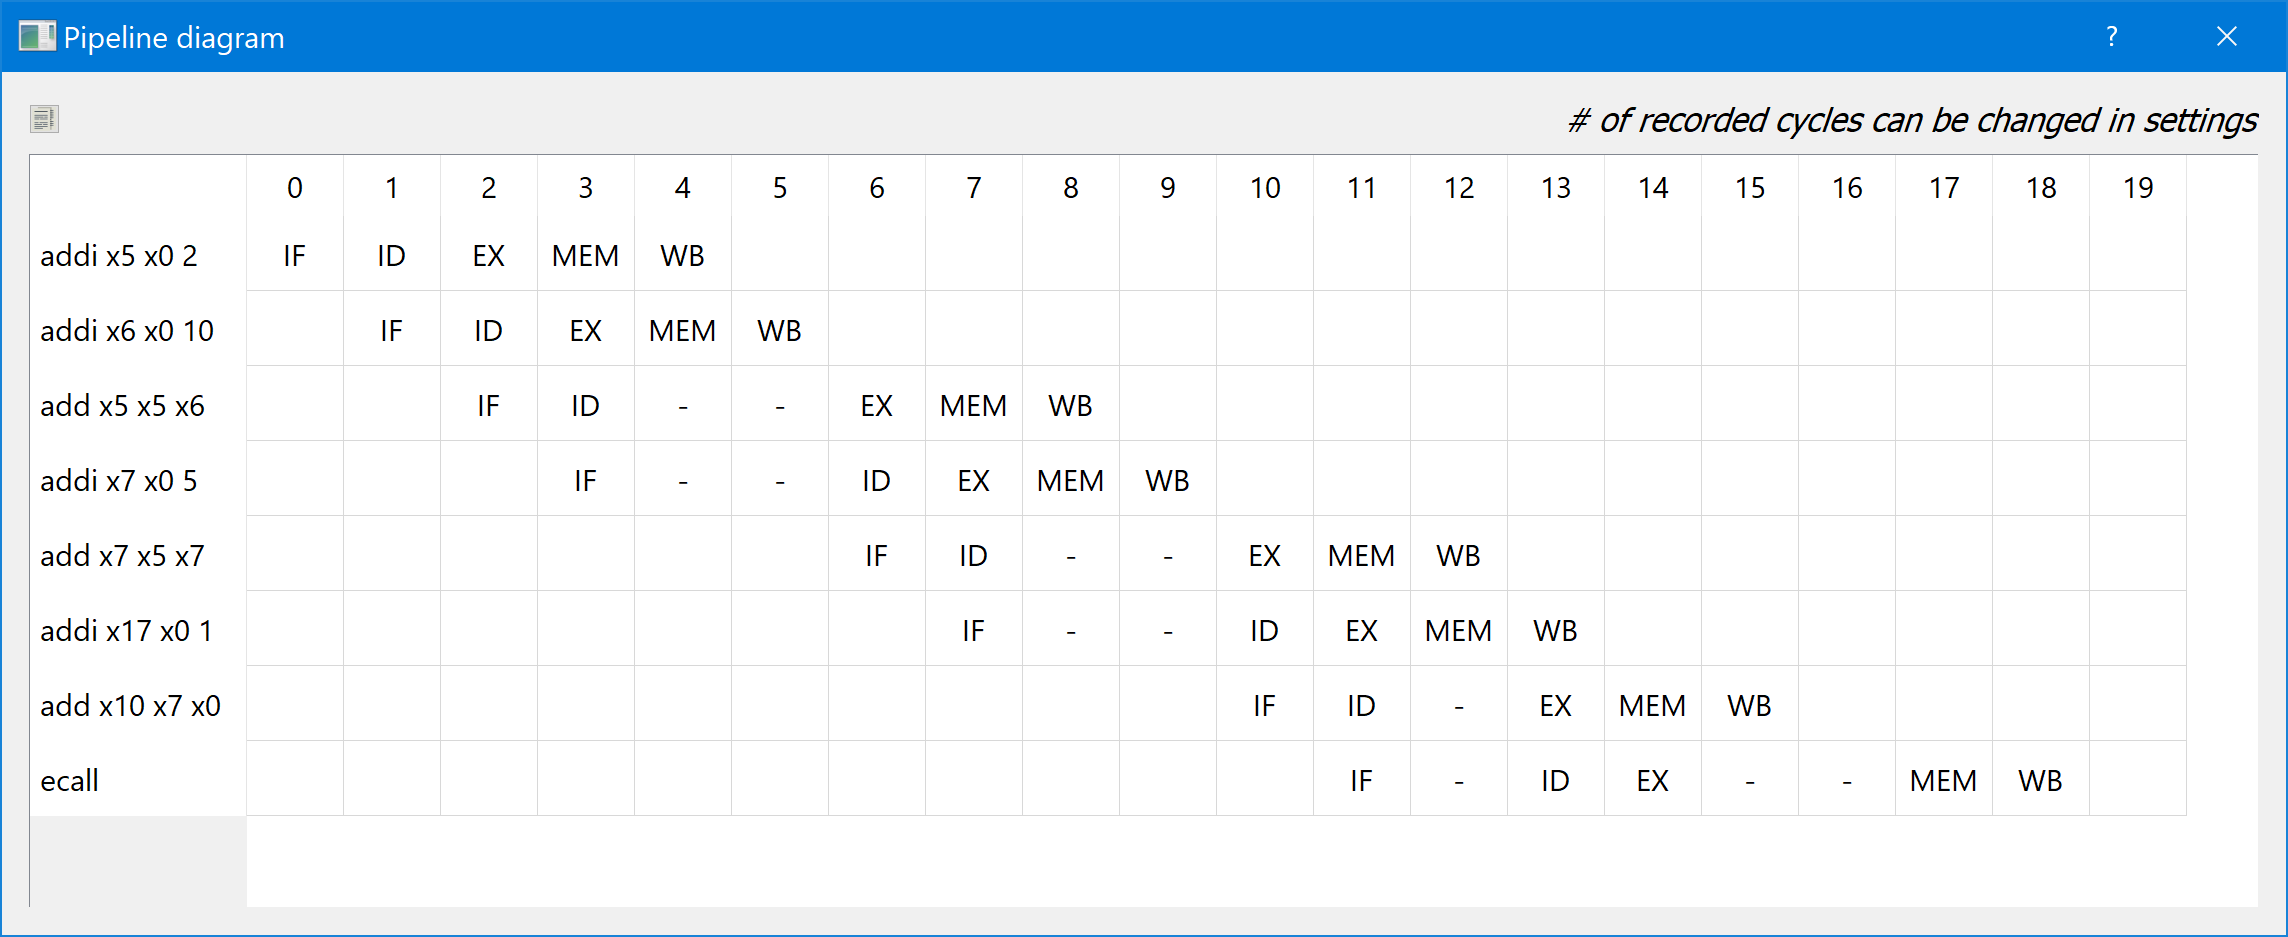 Pipeline diagram ? ×
# of recorded cycles can be changed in settings
0 1 2 3 4 5 6 7 8 9 10 11 12 13 14 15 16 17 18 19
addi x5 x0 2 IF ID EX MEM WB
addi x6 x0 10 IF ID EX MEM WB
add x5 x5 x6 IF ID - - EX MEM WB
addi x7 x0 5 IF - - ID EX MEM WB
add x7 x5 x7 IF ID - - EX MEM WB
addi x17 x0 1 IF - - ID EX MEM WB
add x10 x7 x0 IF ID - EX MEM WB
ecall IF - ID EX - - MEM WB